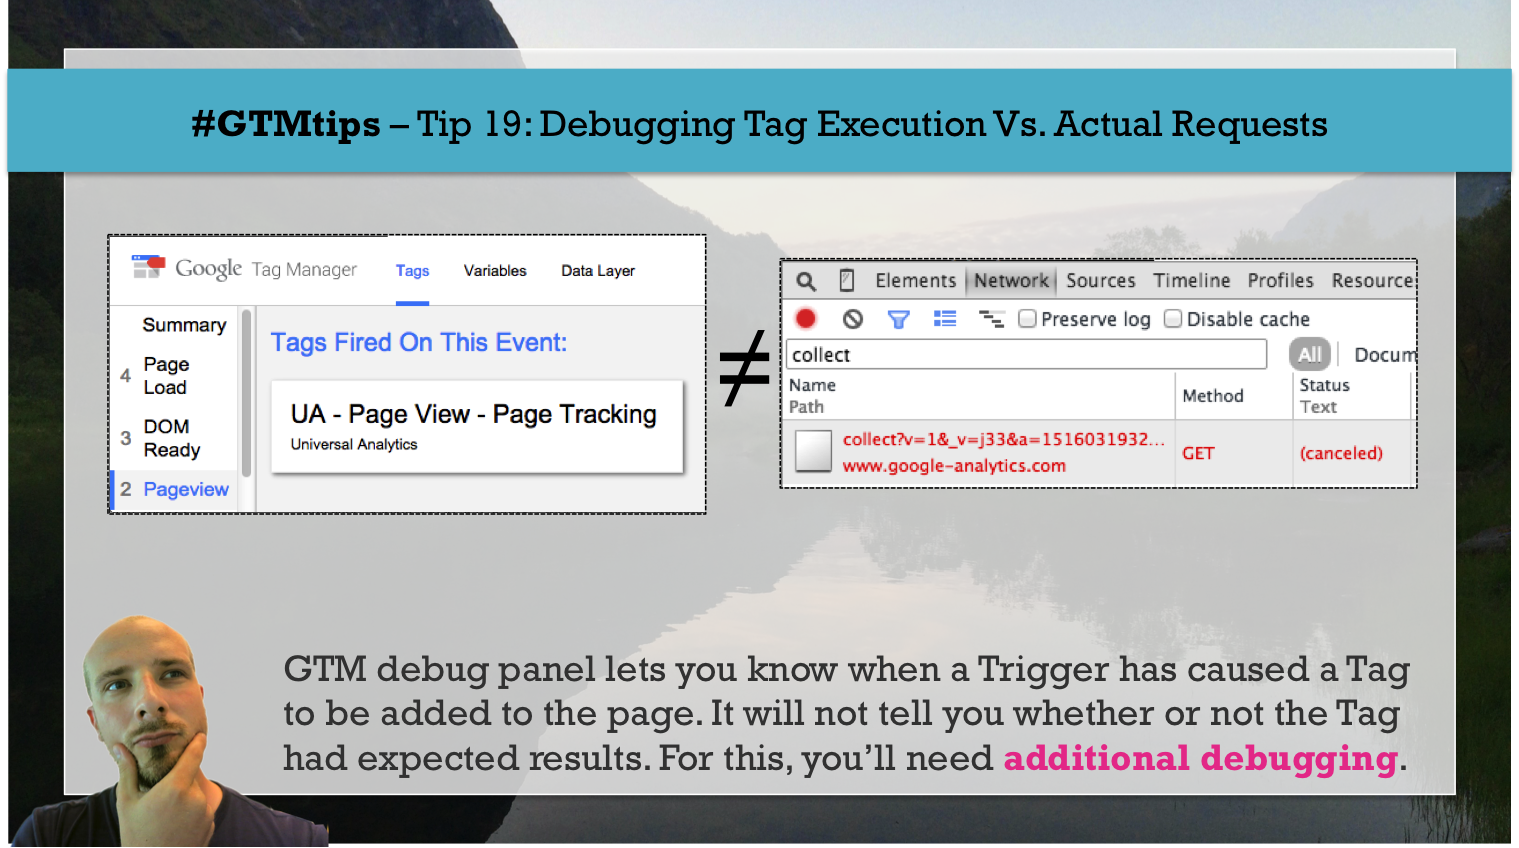 #GTMtips – Tip 19: Debugging Tag Execution Vs. Actual Requests
Google Tag Manager Tags Variables Data Layer
Summary
4 Page Load
3 DOM Ready
2 Pageview
Tags Fired On This Event:
UA - Page View - Page Tracking
Universal Analytics
≠
Elements Network Sources Timeline Profiles Resource
Preserve log Disable cache
collect All Docum
Name Path Method Status Text
collect?v=1&_v=j33&a=1516031932...
www.google-analytics.com
GET (canceled)
GTM debug panel lets you know when a Trigger has caused a Tag
to be added to the page. It will not tell you whether or not the Tag
had expected results. For this, you'll need additional debugging.